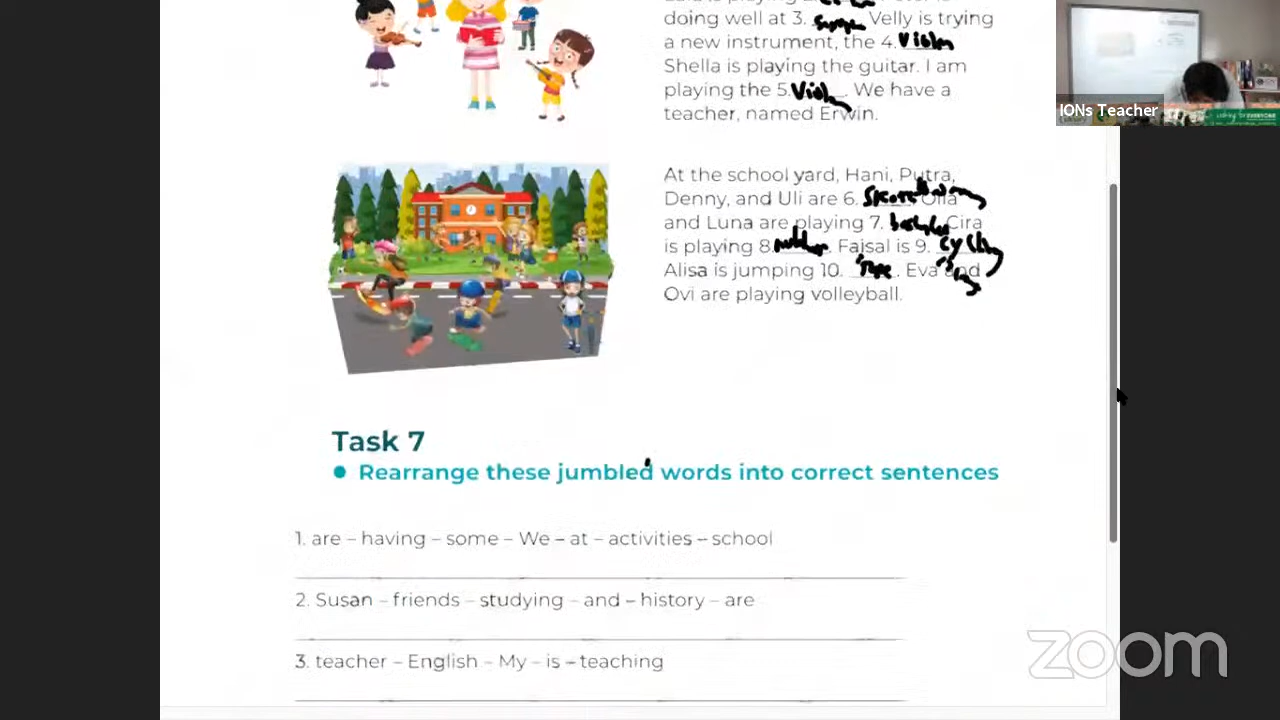 doing well at 3. Velly is trying
a new instrument, the 4. Violin
Shella is playing the guitar. I am
playing the 5. Violin. We have a
teacher, named Erwin.
At the school yard, Hani, Putra,
Denny, and Uli are 6.
and Luna are playing 7. Cira
is playing 8. Faisal is 9. cycling
Alisa is jumping 10. rope. Eva and
Ovi are playing volleyball.
Task 7
Rearrange these jumbled words into correct sentences
1. are – having – some – We – at – activities – school
2. Susan – friends – studying – and – history – are
3. teacher – English – My – is – teaching
IONs Teacher
zoom